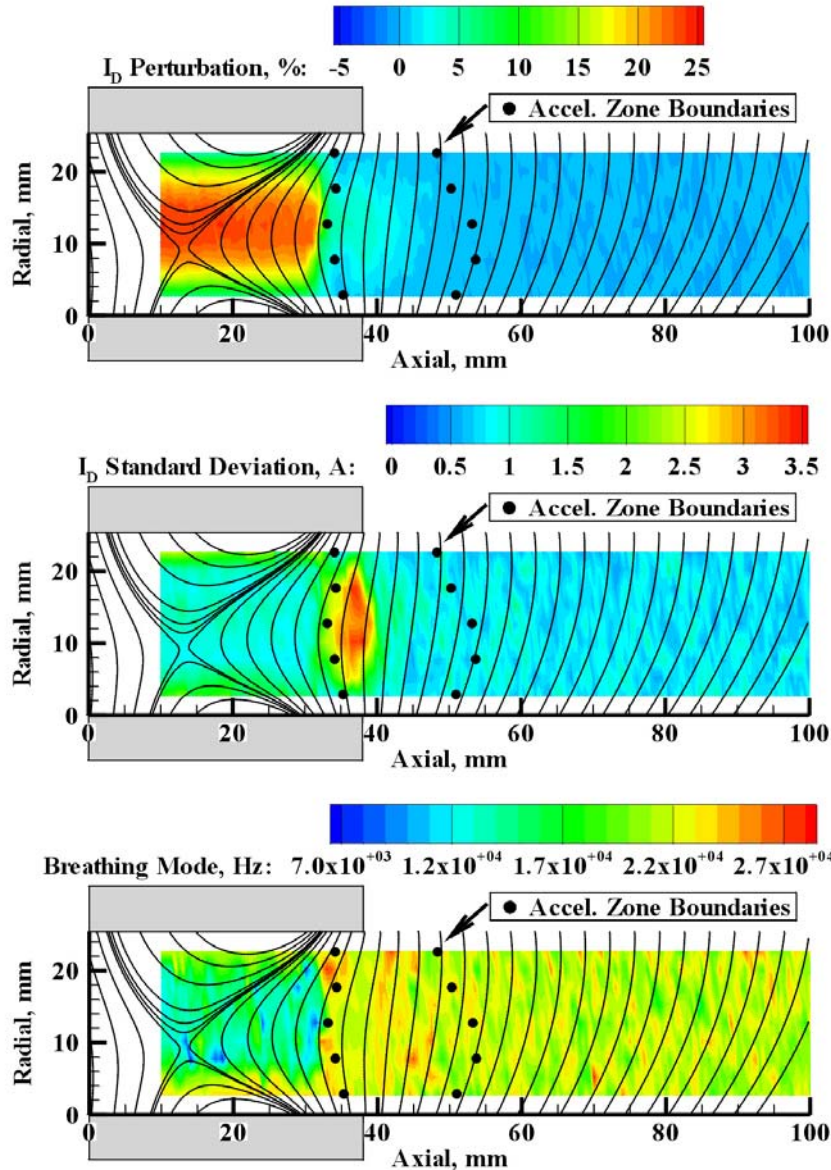 I_D Perturbation, %: -5 0 5 10 15 20 25
● Accel. Zone Boundaries
Radial, mm
20
10
0
0 20 40 60 80 100
Axial, mm
I_D Standard Deviation, A: 0 0.5 1 1.5 2 2.5 3 3.5
● Accel. Zone Boundaries
Radial, mm
20
10
0
0 20 40 60 80 100
Axial, mm
Breathing Mode, Hz: 7.0x10^+03 1.2x10^+04 1.7x10^+04 2.2x10^+04 2.7x10^+04
● Accel. Zone Boundaries
Radial, mm
20
10
0
0 20 40 60 80 100
Axial, mm